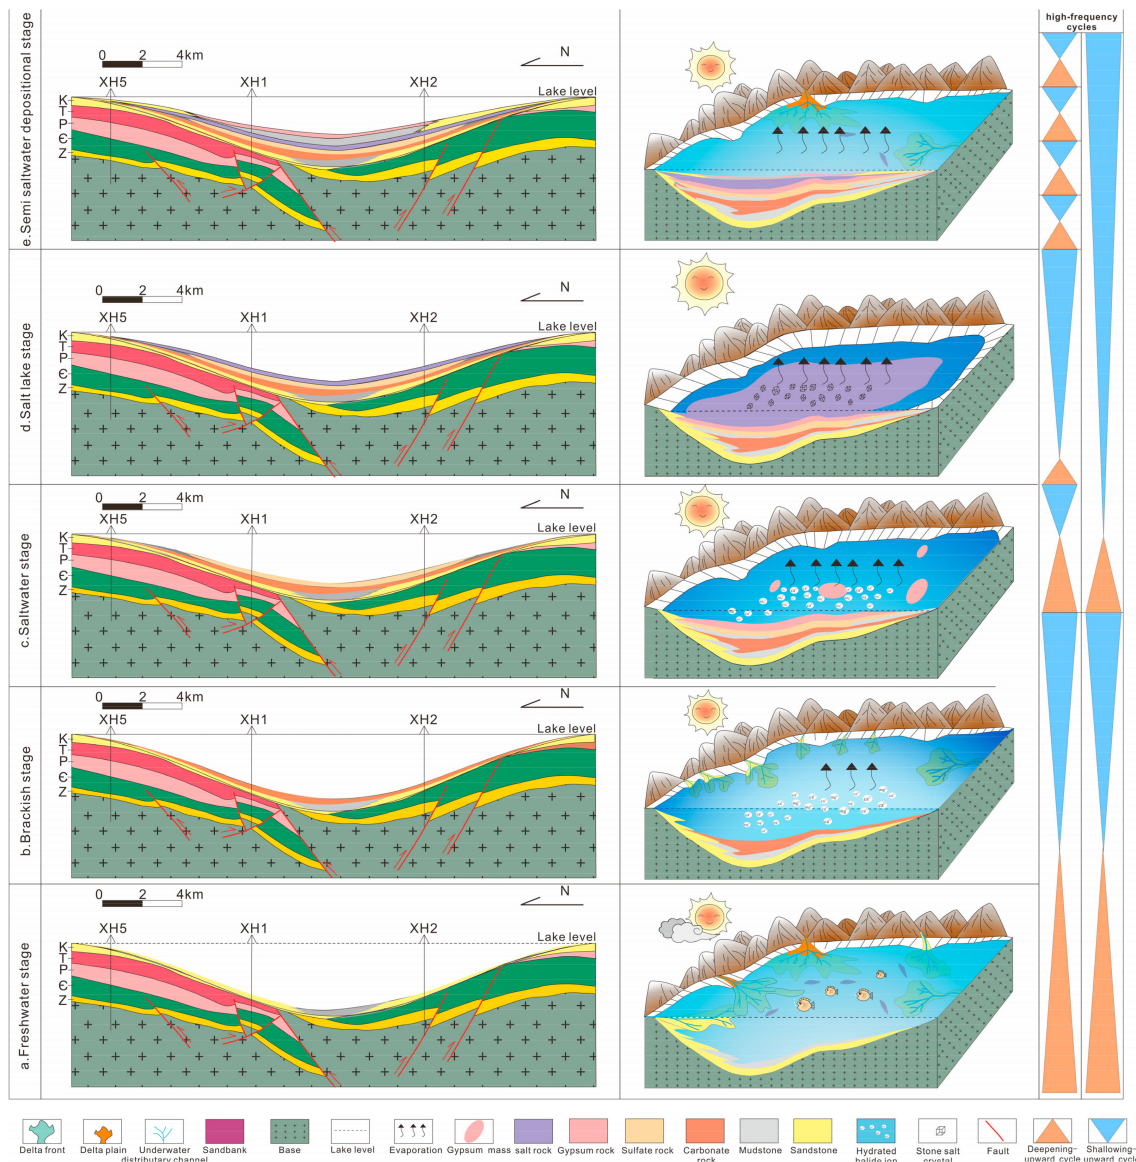 high-frequency
cycles
e.Semi saltwater depositional stage
0 2 4km
N
XH5 XH1 XH2
Lake level
K
T
P
Є
Z
d.Salt lake stage
0 2 4km
N
XH5 XH1 XH2
Lake level
K
T
P
Є
Z
c.Saltwater stage
0 2 4km
N
XH5 XH1 XH2
Lake level
K
T
P
Є
Z
b.Brackish stage
0 2 4km
N
XH5 XH1 XH2
Lake level
K
T
P
Є
Z
a.Freshwater stage
0 2 4km
N
XH5 XH1 XH2
Lake level
K
T
P
Є
Z
Delta front
Delta plain
Underwater
distributary channel
Sandbank
Base
Lake level
Evaporation
Gypsum mass
salt rock
Gypsum rock
Sulfate rock
Carbonate
rock
Mudstone
Sandstone
Hydrated
halide ion
Stone salt
crystal
Fault
Deepening-
upward cycle
Shallowing-
upward cycle